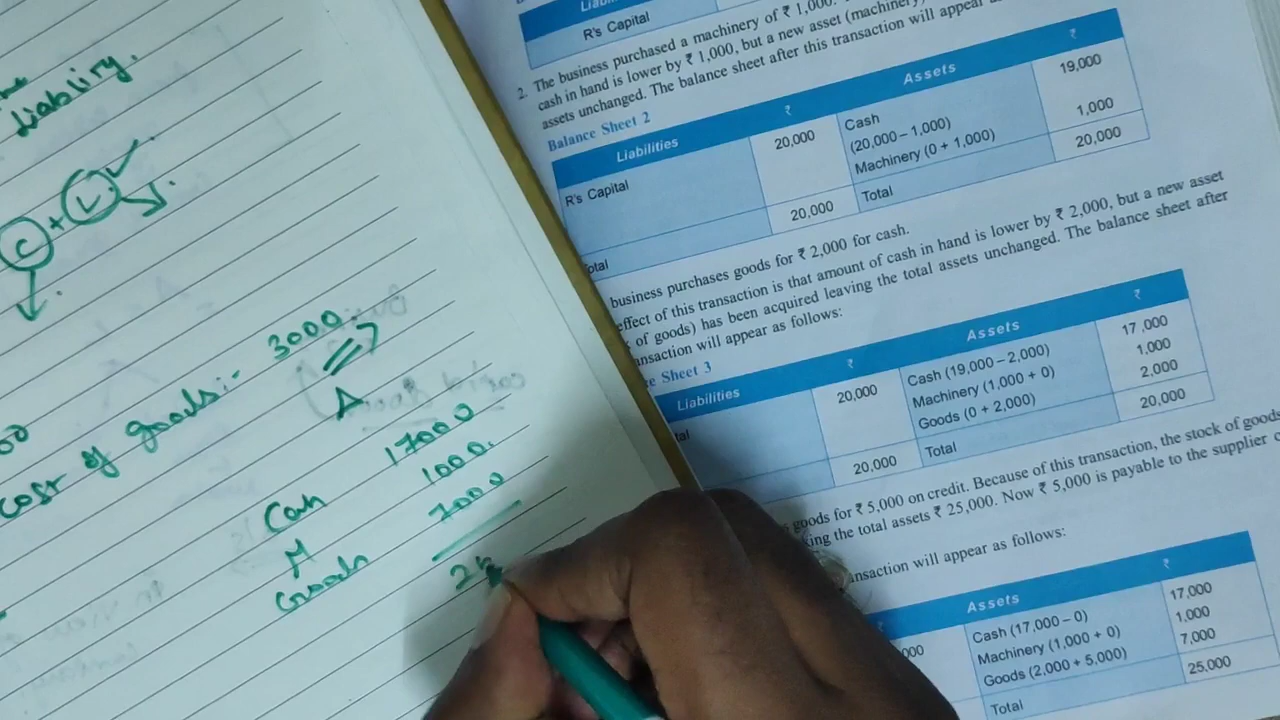 Liability.
C + L
Cost of goods:- 3000
A
Cash 17000
M 1000.
Goods 7000
R's Capital
2. The business purchased a machinery of ₹ 1,000.
cash in hand is lower by ₹ 1,000, but a new asset (machinery)
assets unchanged. The balance sheet after this transaction will appear
Balance Sheet 2
Liabilities ₹ Assets ₹
R's Capital 20,000 Cash 19,000
(20,000 – 1,000)
Machinery (0 + 1,000) 1,000
20,000 Total 20,000
business purchases goods for ₹ 2,000 for cash.
effect of this transaction is that amount of cash in hand is lower by ₹ 2,000, but a new asset
of goods) has been acquired leaving the total assets unchanged. The balance sheet after
will appear as follows:
Sheet 3
Liabilities ₹ Assets ₹
20,000 Cash (19,000 – 2,000) 17,000
Machinery (1,000 + 0) 1,000
Goods (0 + 2,000) 2,000
20,000 Total 20,000
goods for ₹ 5,000 on credit. Because of this transaction, the stock of goods
the total assets ₹ 25,000. Now ₹ 5,000 is payable to the supplier
will appear as follows:
Assets ₹
Cash (17,000 – 0) 17,000
Machinery (1,000 + 0) 1,000
Goods (2,000 + 5,000) 7,000
Total 25,000